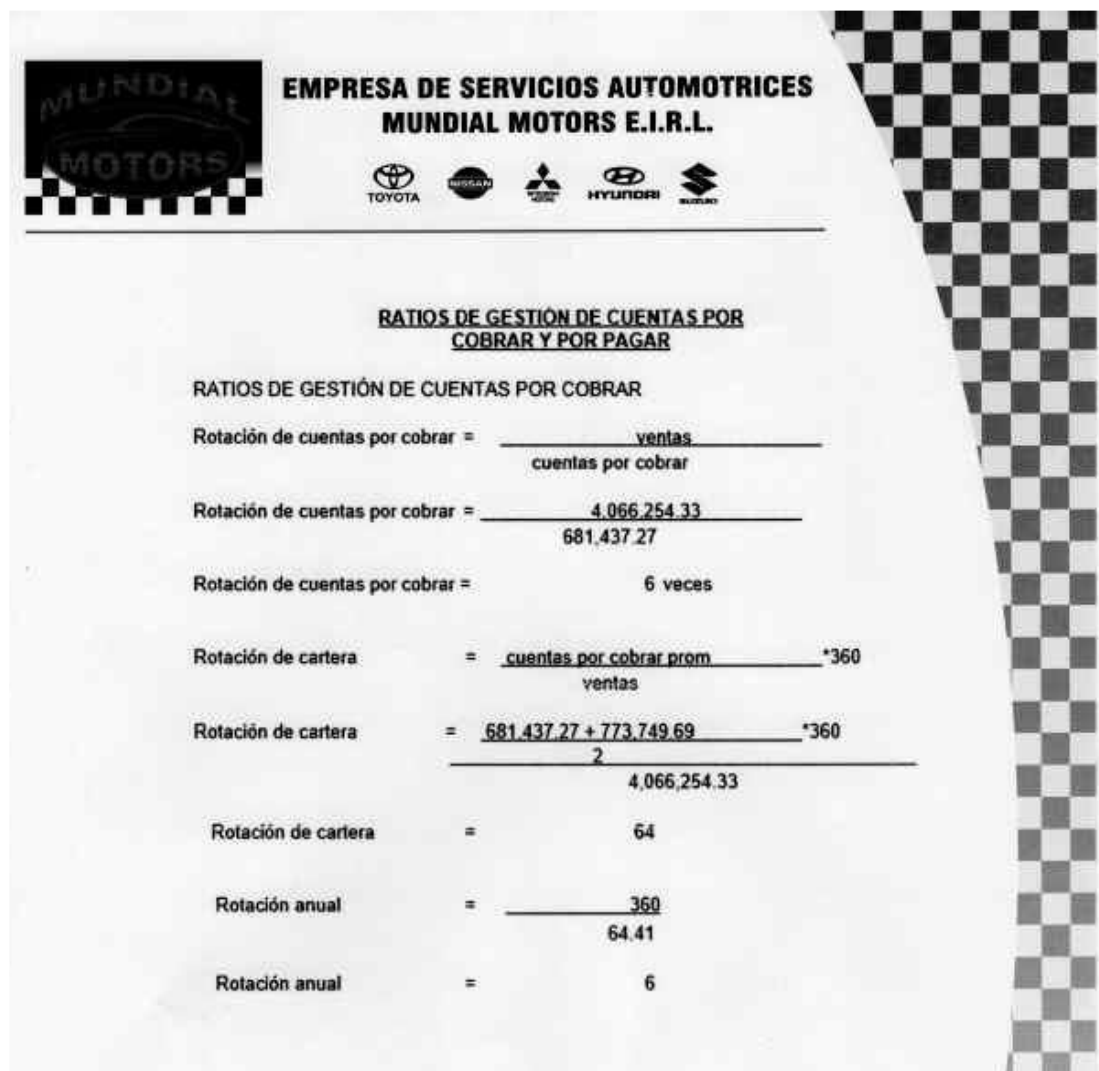 MUNDIAL
MOTORS
EMPRESA DE SERVICIOS AUTOMOTRICES
MUNDIAL MOTORS E.I.R.L.
TOYOTA NISSAN HYUNDAI SUZUKI
RATIOS DE GESTIÓN DE CUENTAS POR
COBRAR Y POR PAGAR
RATIOS DE GESTIÓN DE CUENTAS POR COBRAR
Rotación de cuentas por cobrar = ventas
cuentas por cobrar
Rotación de cuentas por cobrar = 4,066,254.33
681,437.27
Rotación de cuentas por cobrar = 6 veces
Rotación de cartera = cuentas por cobrar prom *360
ventas
Rotación de cartera = 681,437.27 + 773,749.69 *360
2
4,066,254.33
Rotación de cartera = 64
Rotación anual = 360
64.41
Rotación anual = 6